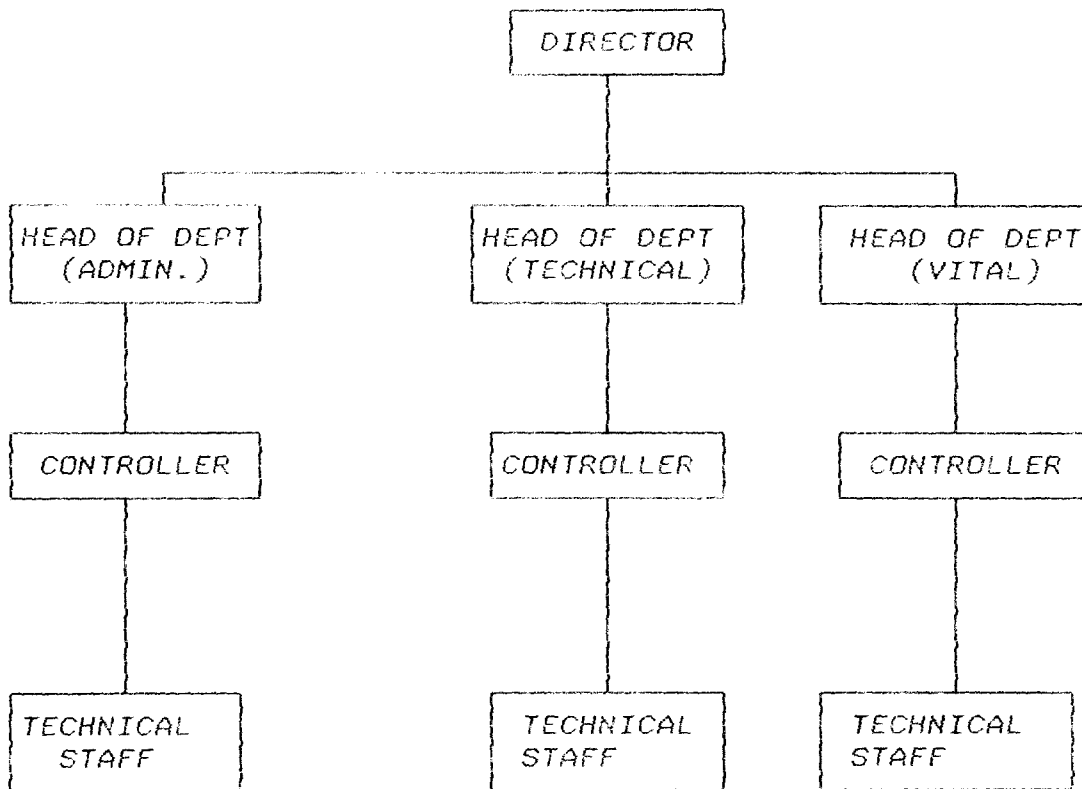 DIRECTOR
HEAD OF DEPT
(ADMIN.)
HEAD OF DEPT
(TECHNICAL)
HEAD OF DEPT
(VITAL)
CONTROLLER
CONTROLLER
CONTROLLER
TECHNICAL
STAFF
TECHNICAL
STAFF
TECHNICAL
STAFF